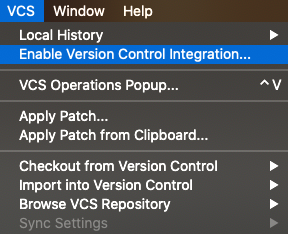 VCS Window Help
Local History
Enable Version Control Integration...
VCS Operations Popup... ^V
Apply Patch...
Apply Patch from Clipboard...
Checkout from Version Control
Import into Version Control
Browse VCS Repository
Sync Settings